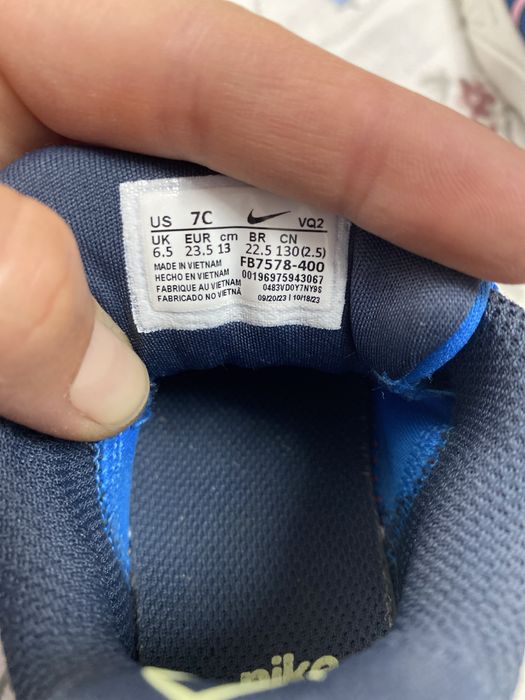 US 7C VQ2
UK EUR cm BR CN
6.5 23.5 13 22.5 130(2.5)
MADE IN VIETNAM FB7578-400
HECHO EN VIETNAM 00196975943067
FABRIQUE AU VIETNAM 0483VD0Y7NY9S
FABRICADO NO VIETNÃ 09/20/23 | 10/18/23
nike